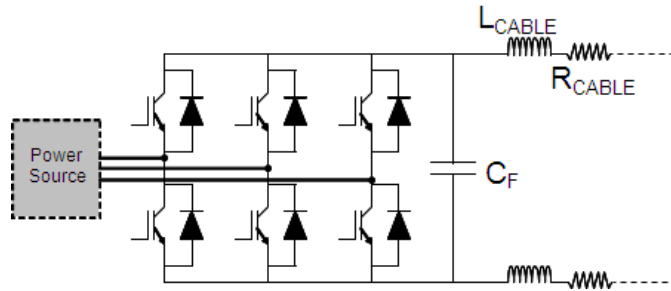 L_CABLE
R_CABLE
Power
Source
C_F